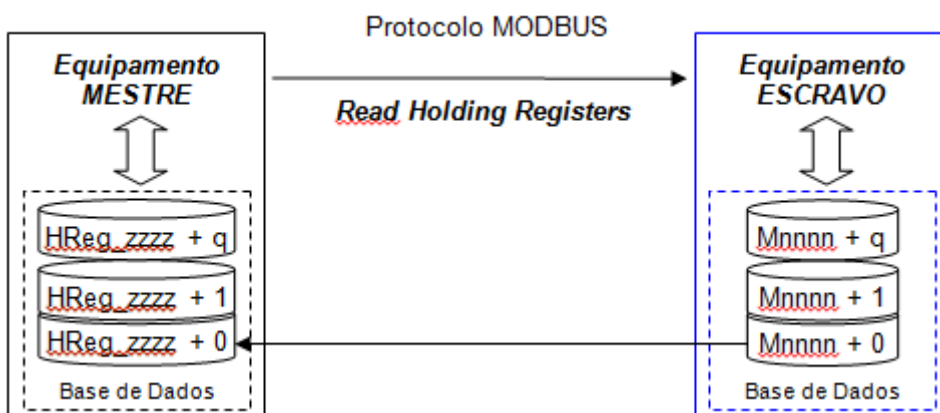 Protocolo MODBUS
Equipamento
MESTRE
Read Holding Registers
Equipamento
ESCRAVO
HReg_zzzz + q
HReg_zzzz + 1
HReg_zzzz + 0
Base de Dados
Mnnnn + q
Mnnnn + 1
Mnnnn + 0
Base de Dados